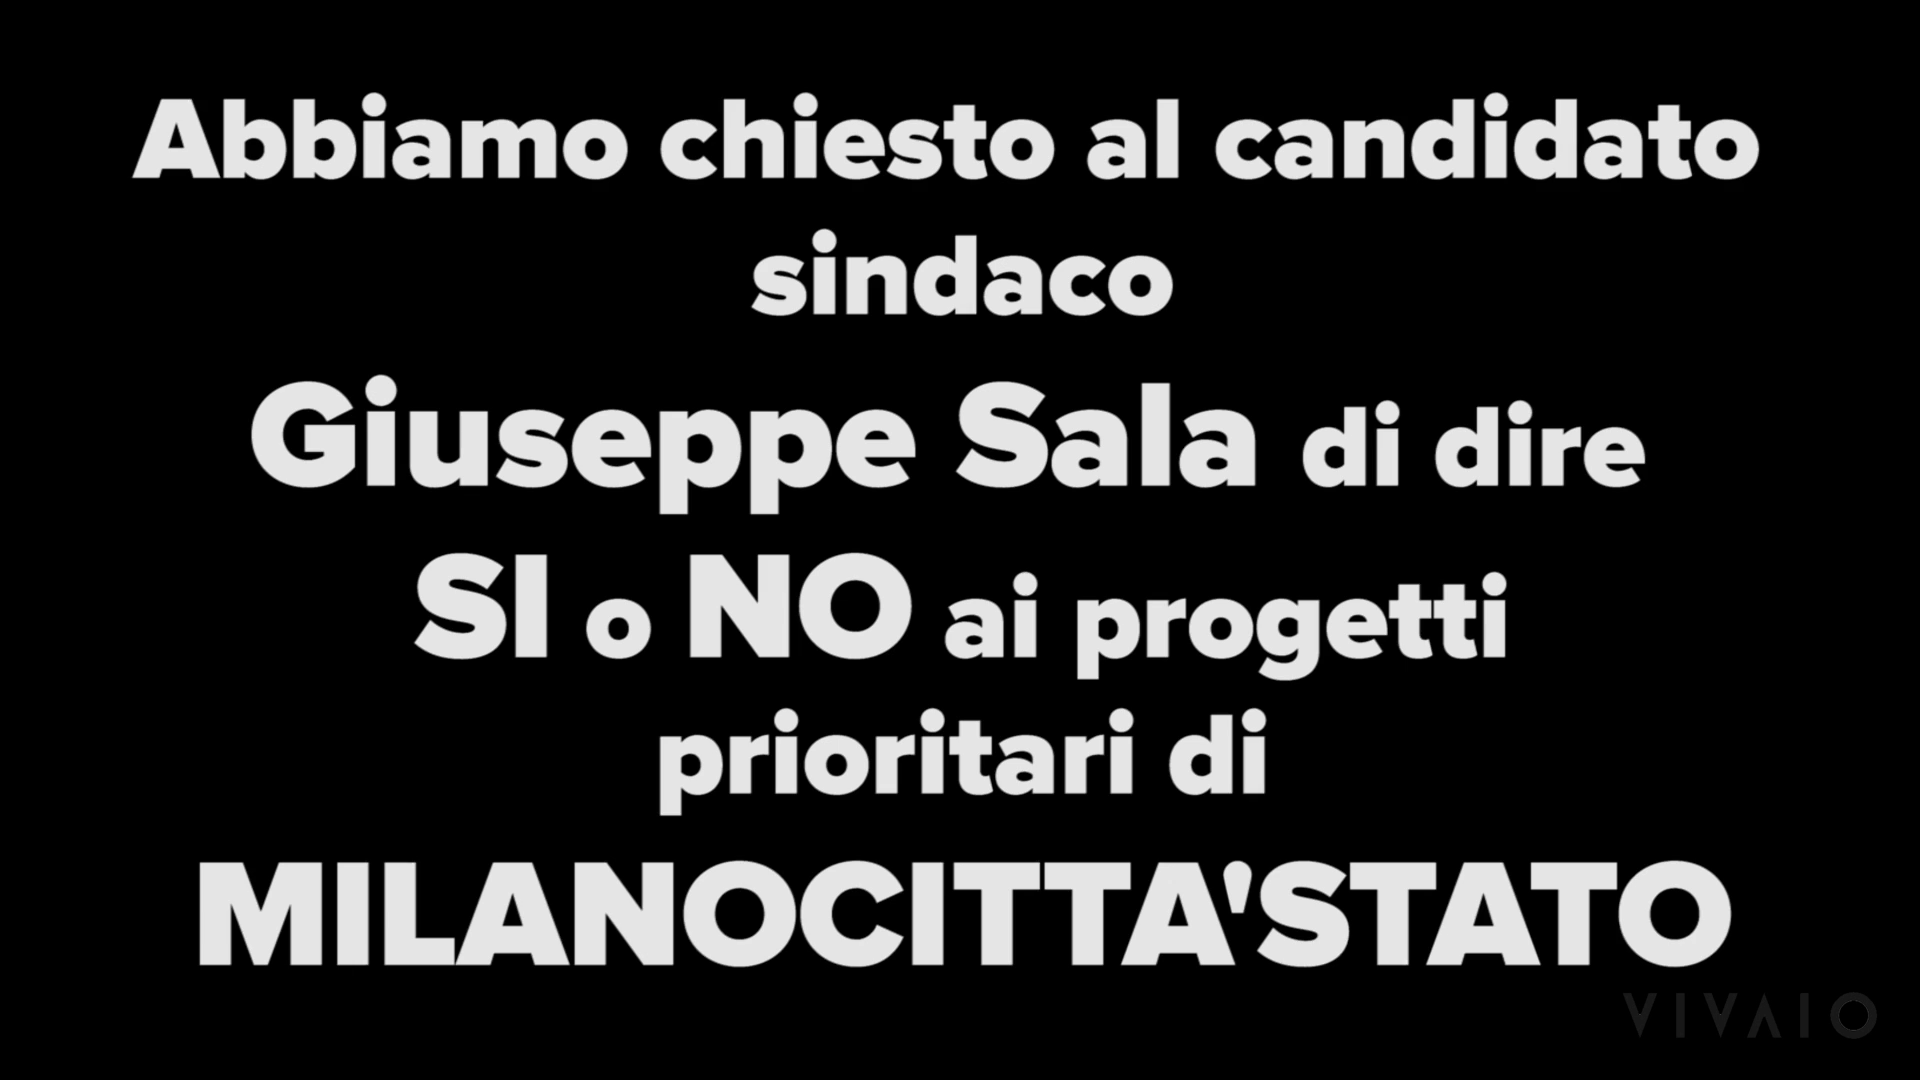 Abbiamo chiesto al candidato
sindaco
Giuseppe Sala di dire
SI o NO ai progetti
prioritari di
MILANOCITTA'STATO
VIVAIO